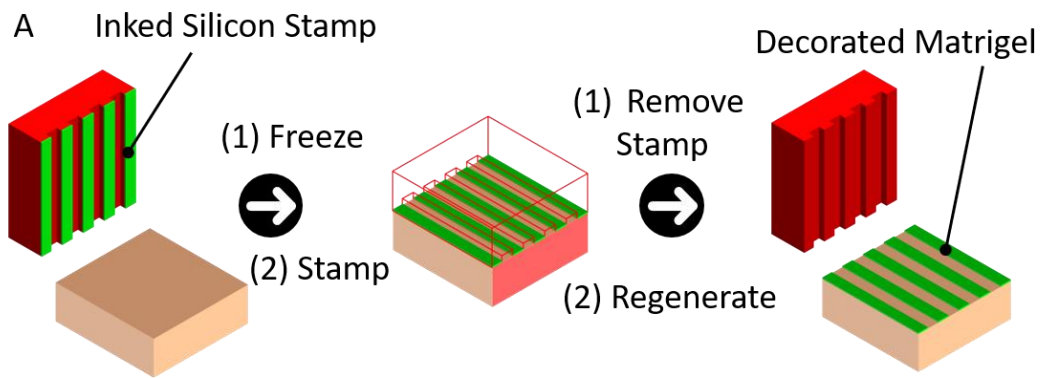 A
Inked Silicon Stamp
Decorated Matrigel
(1) Freeze
(2) Stamp
(1) Remove
Stamp
(2) Regenerate